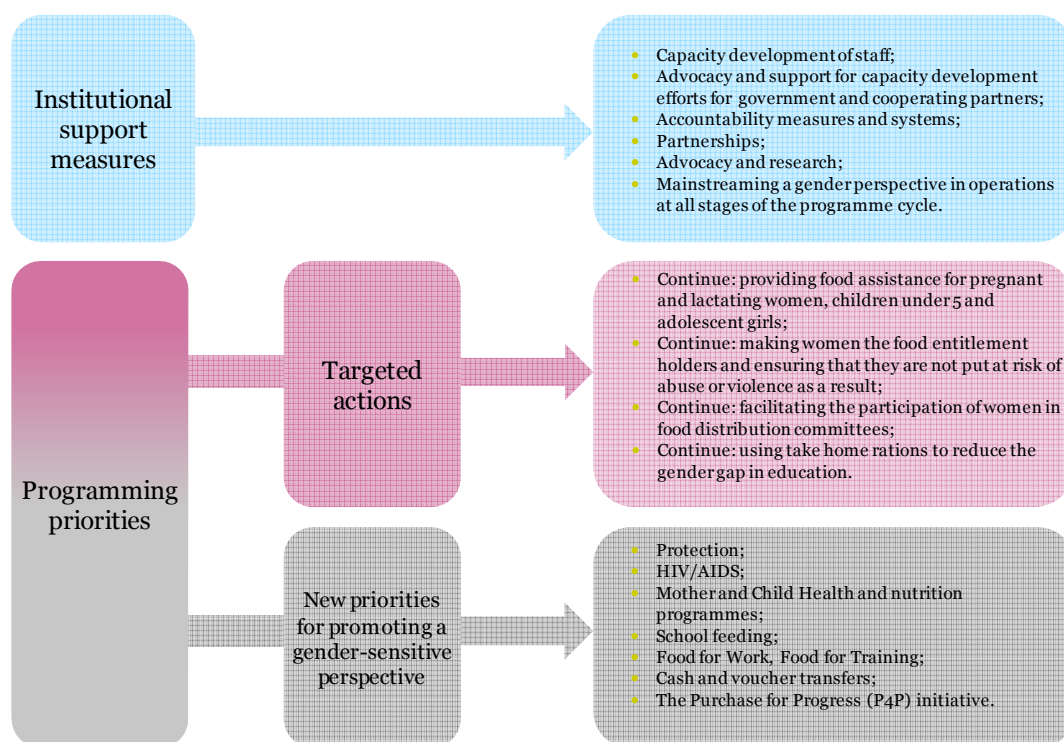 Institutional
support
measures
• Capacity development of staff;
• Advocacy and support for capacity development
efforts for government and cooperating partners;
• Accountability measures and systems;
• Partnerships;
• Advocacy and research;
• Mainstreaming a gender perspective in operations
at all stages of the programme cycle.
Programming
priorities
Targeted
actions
• Continue: providing food assistance for pregnant
and lactating women, children under 5 and
adolescent girls;
• Continue: making women the food entitlement
holders and ensuring that they are not put at risk of
abuse or violence as a result;
• Continue: facilitating the participation of women in
food distribution committees;
• Continue: using take home rations to reduce the
gender gap in education.
New priorities
for promoting a
gender-sensitive
perspective
• Protection;
• HIV/AIDS;
• Mother and Child Health and nutrition
programmes;
• School feeding;
• Food for Work, Food for Training;
• Cash and voucher transfers;
• The Purchase for Progress (P4P) initiative.